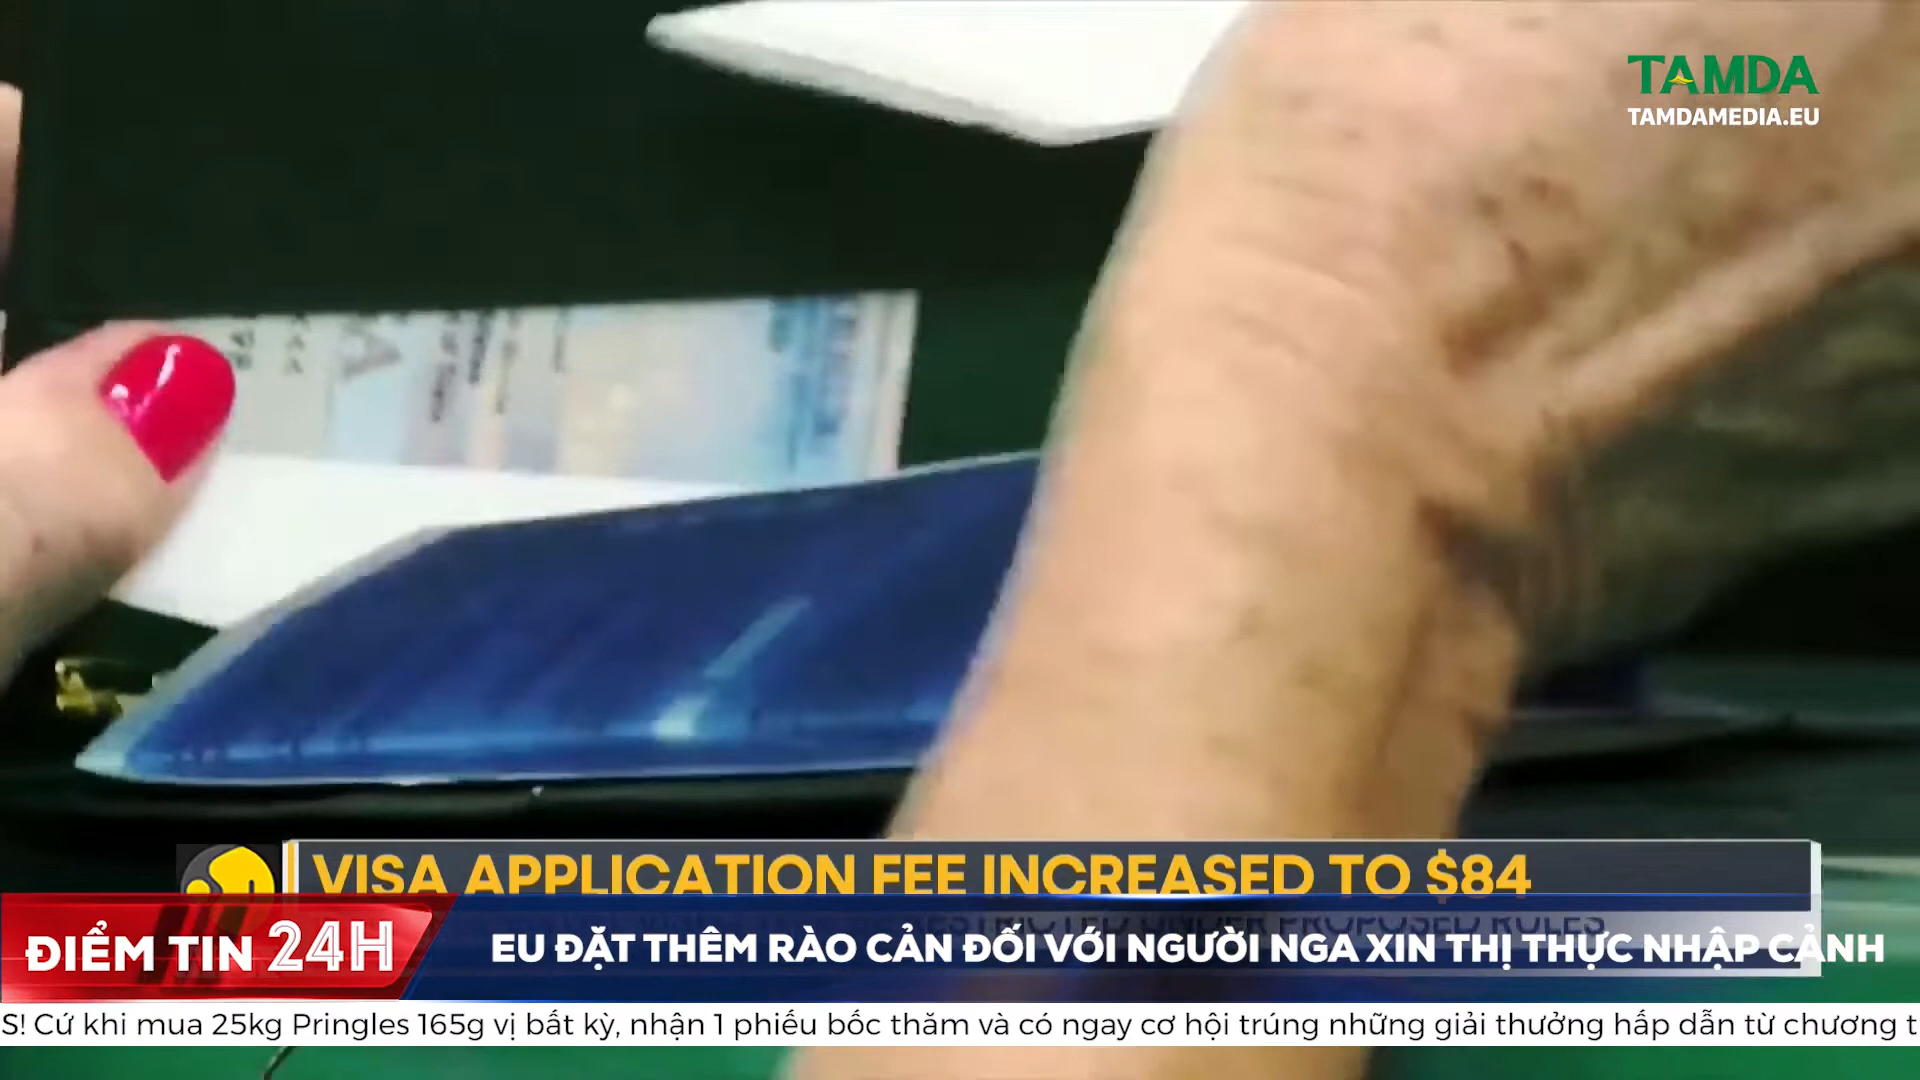 TAMDA
TAMDAMEDIA.EU
VISA APPLICATION FEE INCREASED TO $84
PROPOSED RULES
ĐIỂM TIN 24H
EU ĐẶT THÊM RÀO CẢN ĐỐI VỚI NGƯỜI NGA XIN THỊ THỰC NHẬP CẢNH
S! Cứ khi mua 25kg Pringles 165g vị bất kỳ, nhận 1 phiếu bốc thăm và có ngay cơ hội trúng những giải thưởng hấp dẫn từ chương t